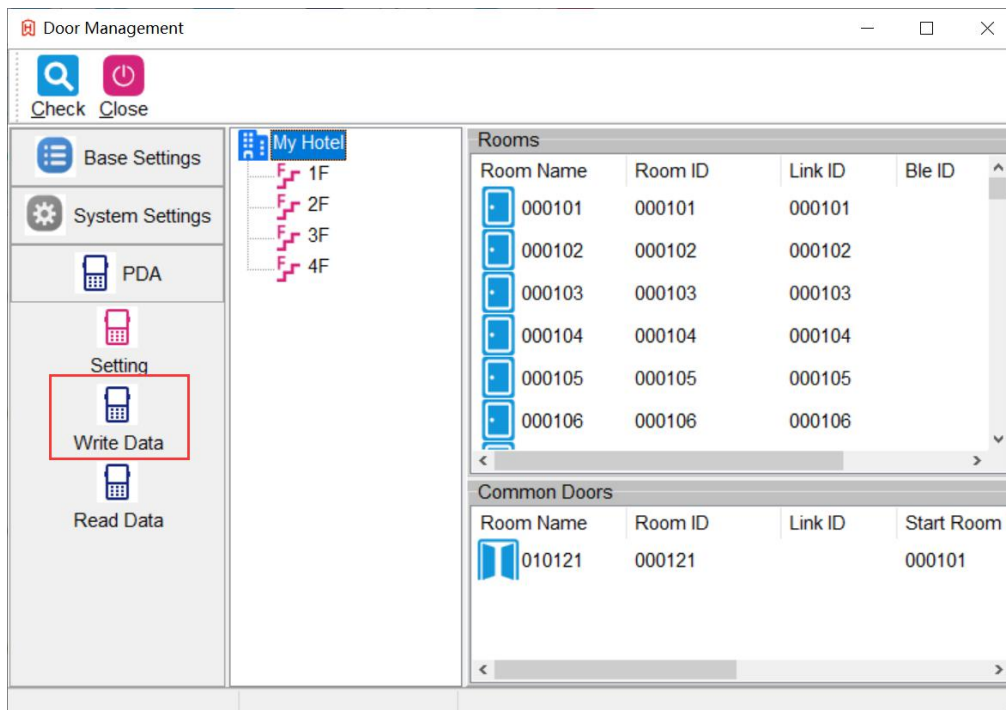 Door Management
Check Close
Base Settings
System Settings
PDA
Setting
Write Data
Read Data
My Hotel
1F
2F
3F
4F
Rooms
Room Name Room ID Link ID Ble ID
000101 000101 000101
000102 000102 000102
000103 000103 000103
000104 000104 000104
000105 000105 000105
000106 000106 000106
Common Doors
Room Name Room ID Link ID Start Room
010121 000121 000101